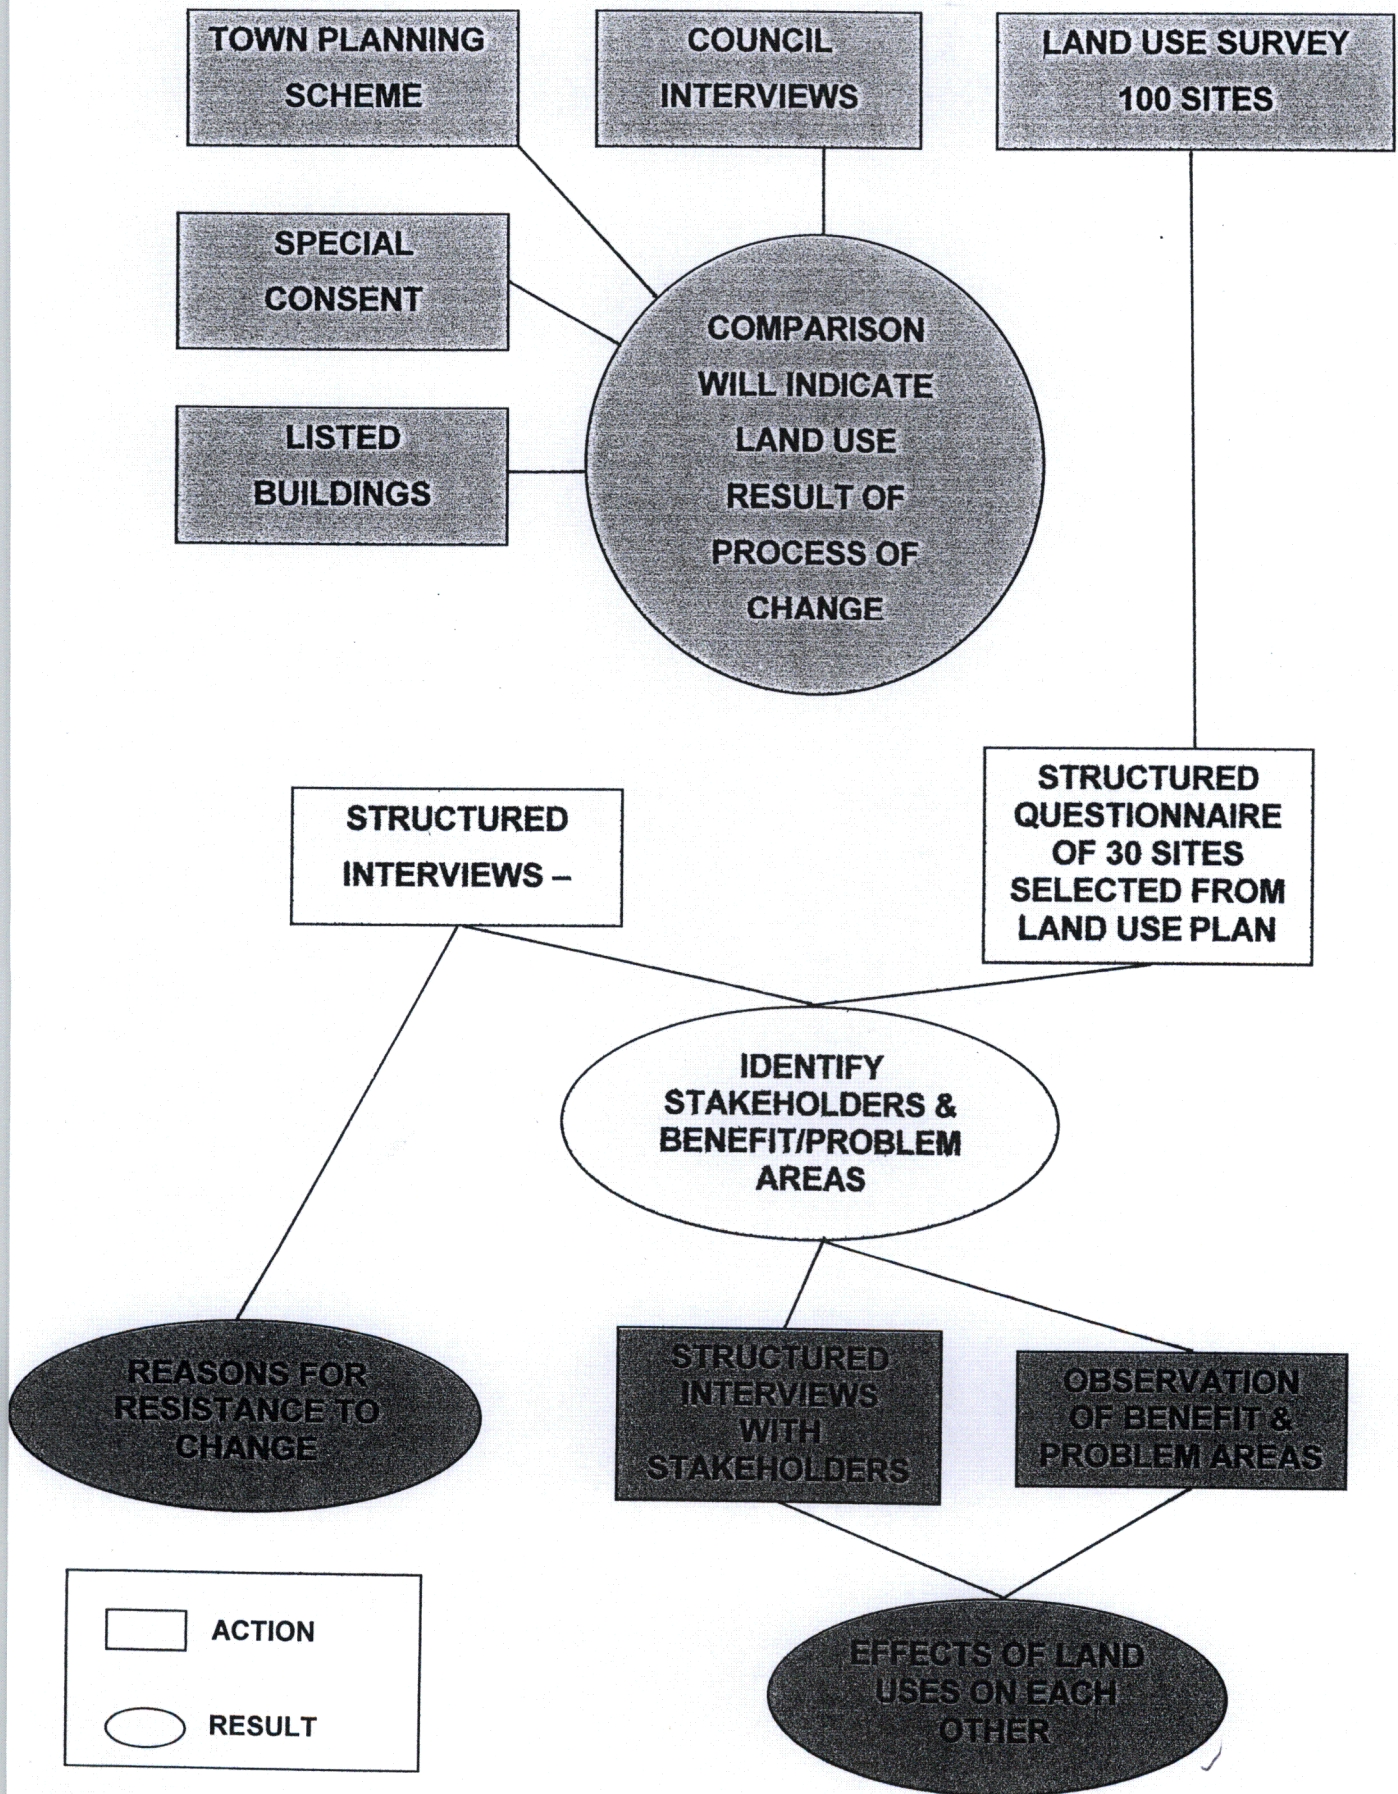 TOWN PLANNING
SCHEME
COUNCIL
INTERVIEWS
LAND USE SURVEY
100 SITES
SPECIAL
CONSENT
LISTED
BUILDINGS
COMPARISON
WILL INDICATE
LAND USE
RESULT OF
PROCESS OF
CHANGE
STRUCTURED
INTERVIEWS –
STRUCTURED
QUESTIONNAIRE
OF 30 SITES
SELECTED FROM
LAND USE PLAN
IDENTIFY
STAKEHOLDERS &
BENEFIT/PROBLEM
AREAS
REASONS FOR
RESISTANCE TO
CHANGE
STRUCTURED
INTERVIEWS
WITH
STAKEHOLDERS
OBSERVATION
OF BENEFIT &
PROBLEM AREAS
ACTION
RESULT
EFFECTS OF LAND
USES ON EACH
OTHER